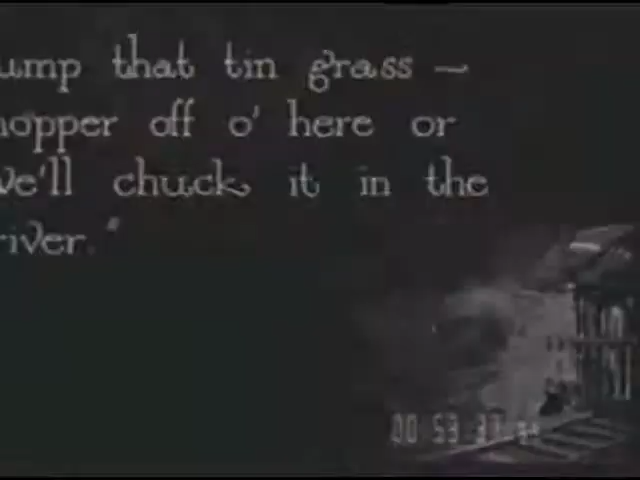 ump that tin grass —
hopper off o' here or
We'll chuck it in the
river."
00 53 37